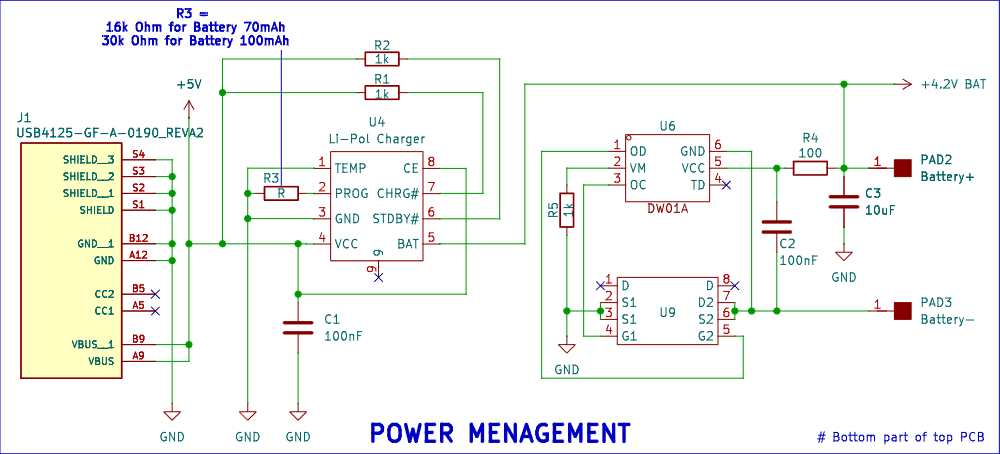 R3 =
16k Ohm for Battery 70mAh
30k Ohm for Battery 100mAh
+5V
J1
USB4125-GF-A-0190_REVA2
SHIELD_3 S4
SHIELD_2 S3
SHIELD_1 S2
SHIELD S1
GND_1 B12
GND A12
CC2 B5
CC1 A5
VBUS_1 B9
VBUS A9
GND
GND
GND
R2
1k
R1
1k
U4
Li-Pol Charger
R3
R
1 TEMP CE 8
2 PROG CHRG# 7
3 GND STDBY# 6
4 VCC BAT 5
9
9
C1
100nF
U6
1 OD GND 6
2 VM VCC 5
3 OC TD 4
DW01A
R5
1k
U9
1 D D 8
2 S1 D2 7
3 S1 S2 6
4 G1 G2 5
GND
+4.2V BAT
R4
100
1
PAD2
Battery+
C3
10uF
GND
C2
100nF
1
PAD3
Battery-
POWER MENAGEMENT
# Bottom part of top PCB